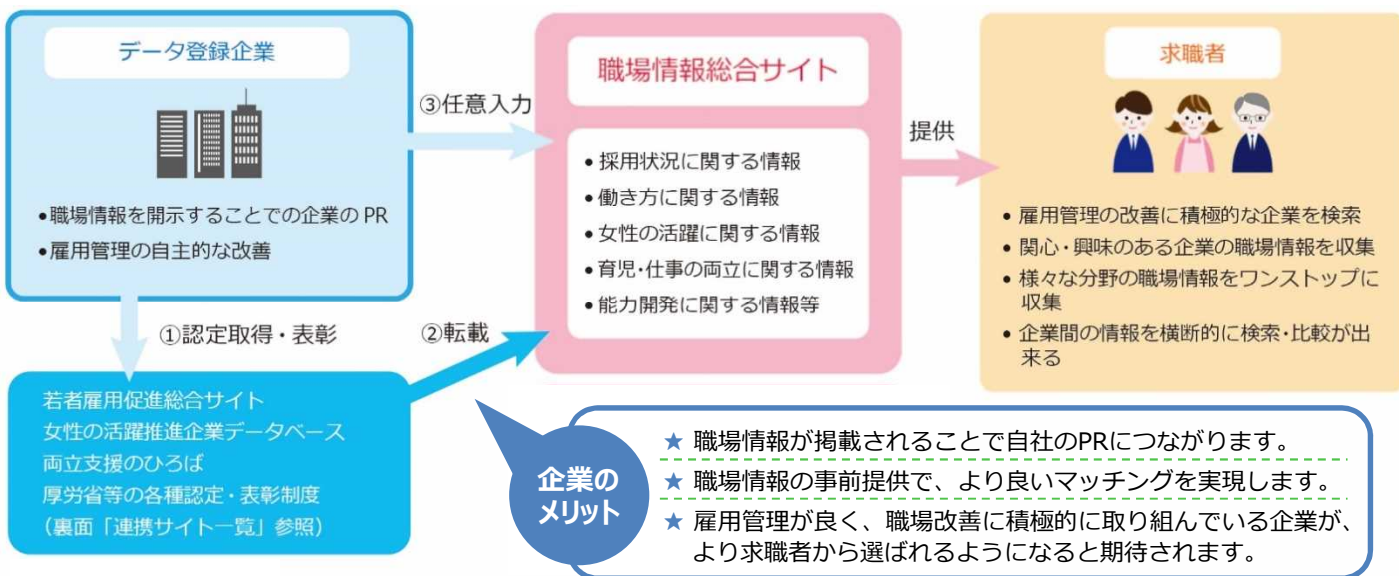 データ登録企業
•職場情報を開示することでの企業の PR
•雇用管理の自主的な改善
③任意入力
①認定取得・表彰
②転載
若者雇用促進総合サイト
女性の活躍推進企業データベース
両立支援のひろば
厚労省等の各種認定・表彰制度
(裏面「連携サイト一覧」参照)
職場情報総合サイト
• 採用状況に関する情報
• 働き方に関する情報
• 女性の活躍に関する情報
• 育児・仕事の両立に関する情報
• 能力開発に関する情報等
提供
求職者
• 雇用管理の改善に積極的な企業を検索
• 関心・興味のある企業の職場情報を収集
• 様々な分野の職場情報をワンストップに
収集
• 企業間の情報を横断的に検索・比較が出
来る
企業の
メリット
★ 職場情報が掲載されることで自社のPRにつながります。
★ 職場情報の事前提供で、より良いマッチングを実現します。
★ 雇用管理が良く、職場改善に積極的に取り組んでいる企業が、
より求職者から選ばれるようになると期待されます。